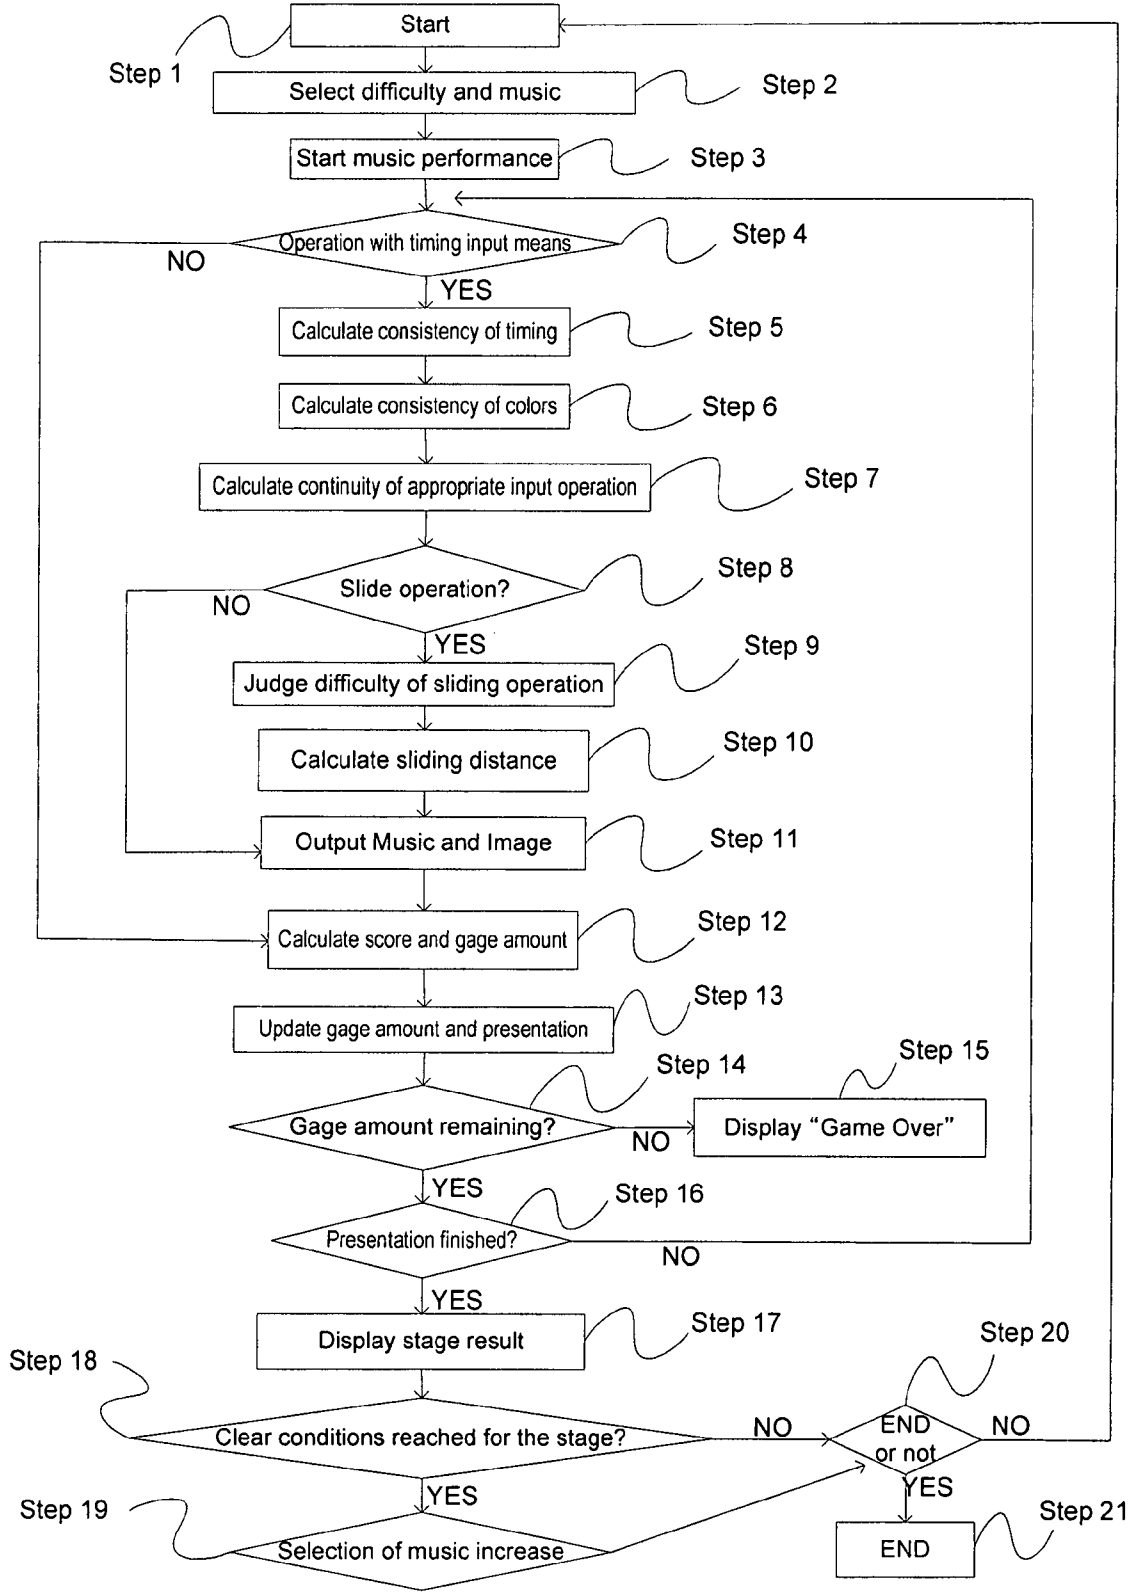 Start
Step 1
Select difficulty and music
Step 2
Start music performance
Step 3
Operation with timing input means
Step 4
NO
YES
Calculate consistency of timing
Step 5
Calculate consistency of colors
Step 6
Calculate continuity of appropriate input operation
Step 7
Slide operation?
Step 8
NO
YES
Judge difficulty of sliding operation
Step 9
Calculate sliding distance
Step 10
Output Music and Image
Step 11
Calculate score and gage amount
Step 12
Update gage amount and presentation
Step 13
Gage amount remaining?
Step 14
NO
Display “Game Over”
Step 15
YES
Presentation finished?
Step 16
NO
YES
Display stage result
Step 17
Step 18
Clear conditions reached for the stage?
NO
END
or not
Step 20
NO
YES
YES
Step 19
Selection of music increase
END
Step 21